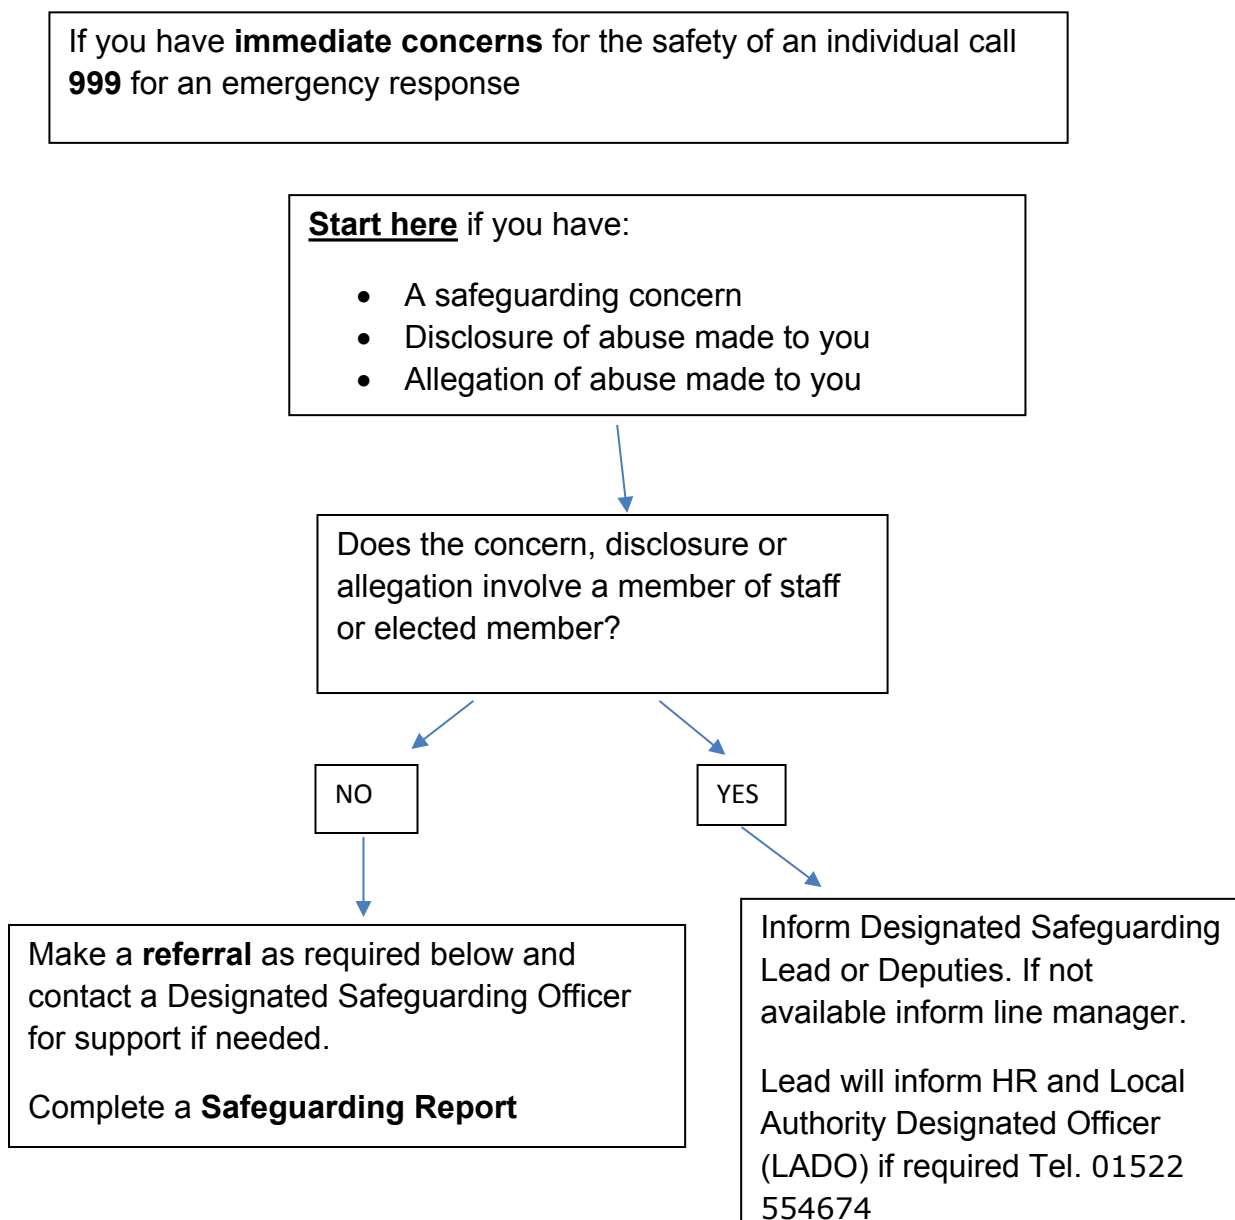 If you have immediate concerns for the safety of an individual call
999 for an emergency response
Start here if you have:
• A safeguarding concern
• Disclosure of abuse made to you
• Allegation of abuse made to you
Does the concern, disclosure or
allegation involve a member of staff
or elected member?
NO
YES
Make a referral as required below and
contact a Designated Safeguarding Officer
for support if needed.
Complete a Safeguarding Report
Inform Designated Safeguarding
Lead or Deputies. If not
available inform line manager.
Lead will inform HR and Local
Authority Designated Officer
(LADO) if required Tel. 01522
554674